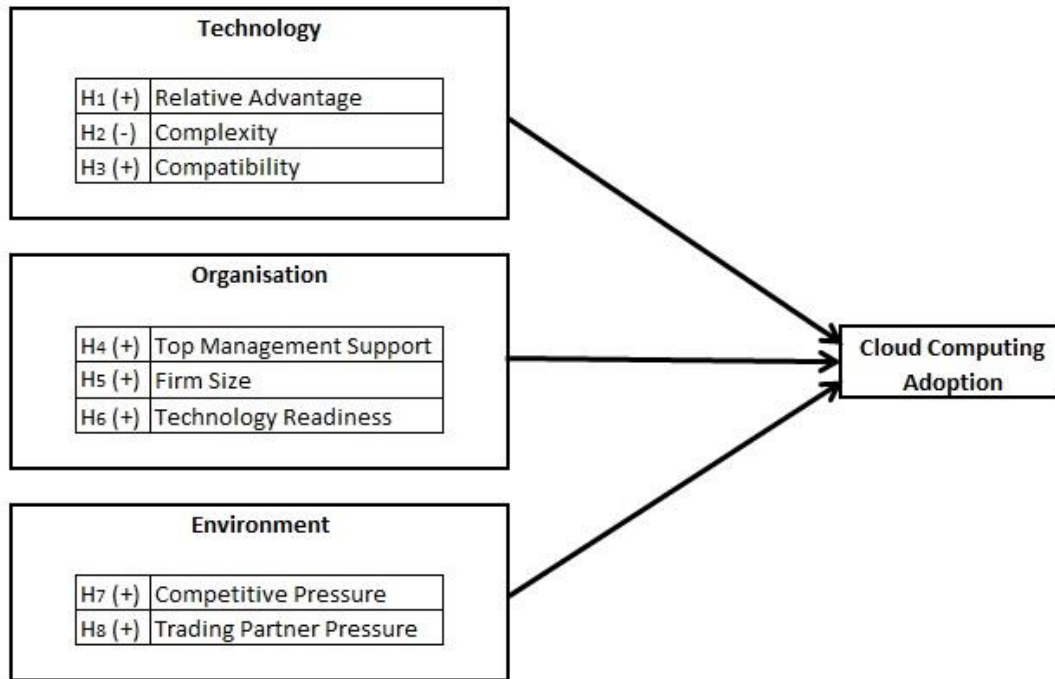 Technology
H1 (+) Relative Advantage
H2 (-) Complexity
H3 (+) Compatibility
Organisation
H4 (+) Top Management Support
H5 (+) Firm Size
H6 (+) Technology Readiness
Environment
H7 (+) Competitive Pressure
H8 (+) Trading Partner Pressure
Cloud Computing
Adoption